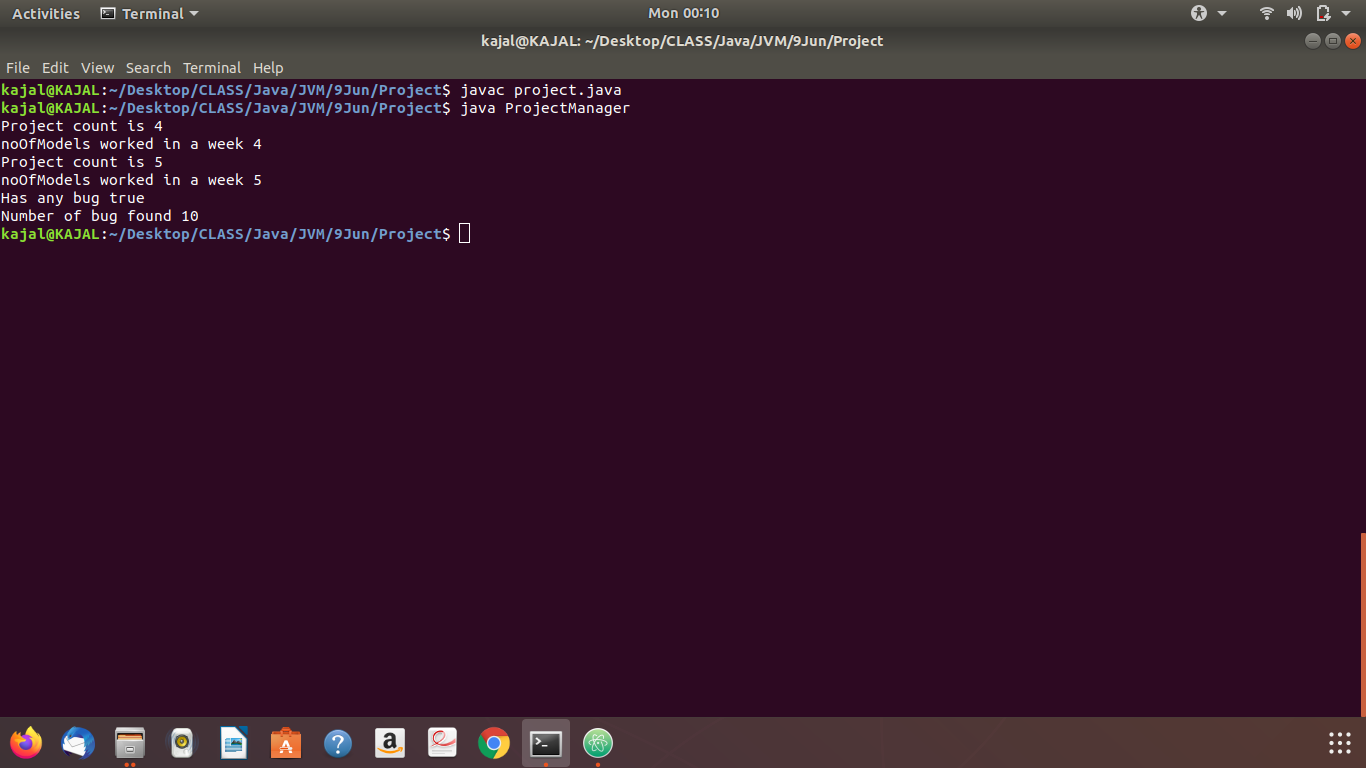 Activities Terminal Mon 00:10
kajal@KAJAL: ~/Desktop/CLASS/Java/JVM/9Jun/Project
File Edit View Search Terminal Help
kajal@KAJAL:~/Desktop/CLASS/Java/JVM/9Jun/Project$ javac project.java
kajal@KAJAL:~/Desktop/CLASS/Java/JVM/9Jun/Project$ java ProjectManager
Project count is 4
noOfModels worked in a week 4
Project count is 5
noOfModels worked in a week 5
Has any bug true
Number of bug found 10
kajal@KAJAL:~/Desktop/CLASS/Java/JVM/9Jun/Project$